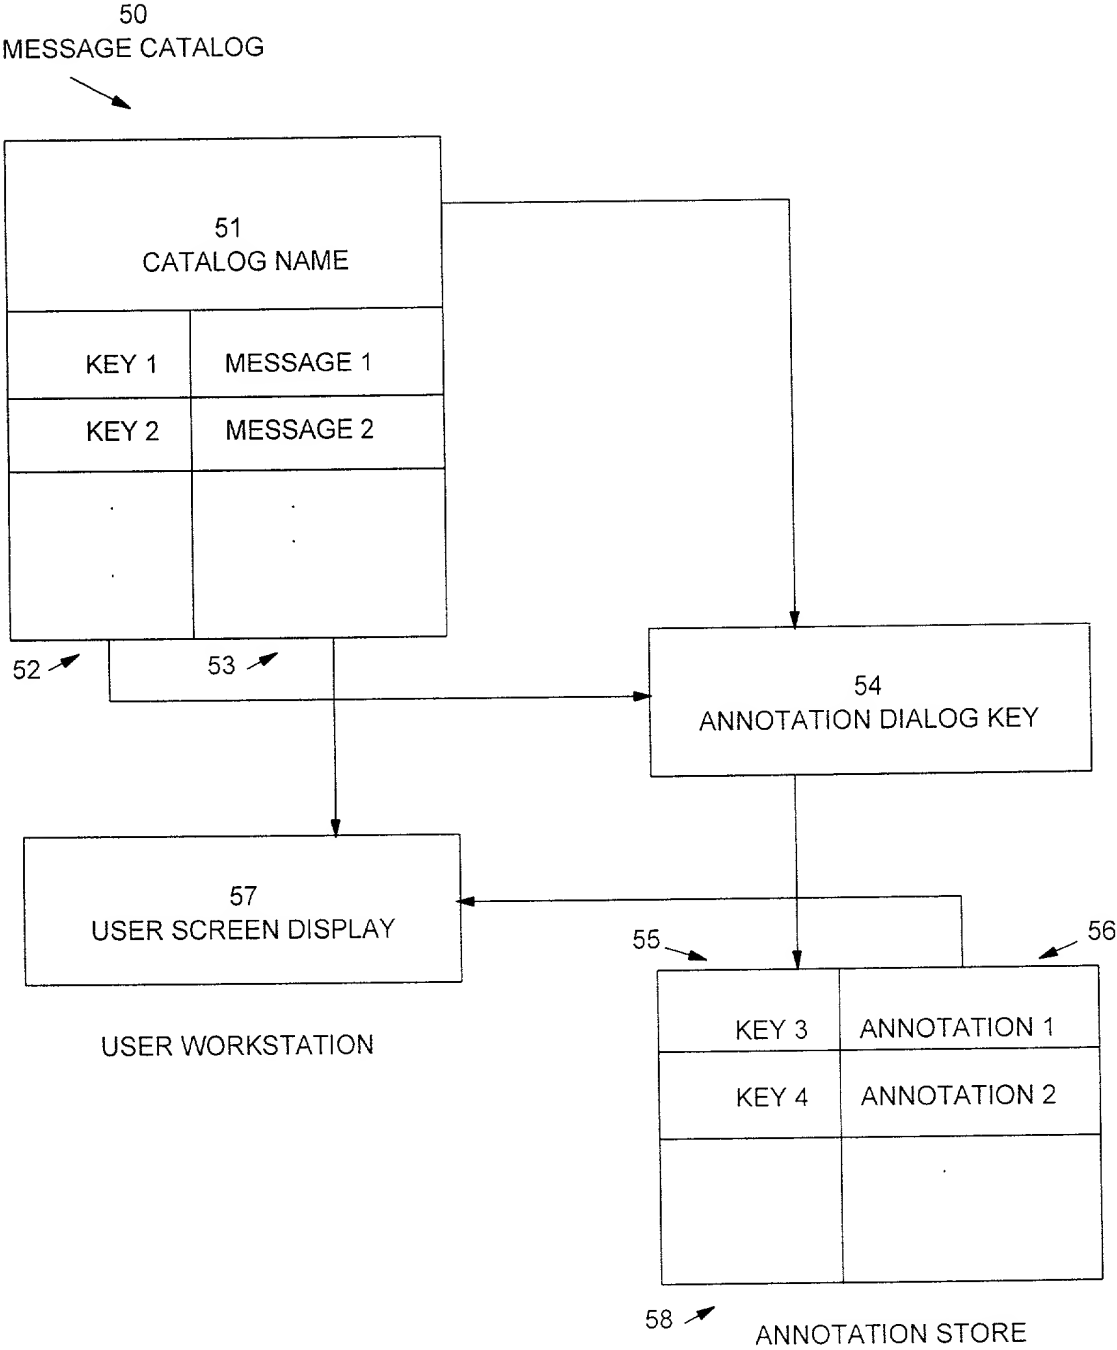 50
MESSAGE CATALOG
51
CATALOG NAME
KEY 1 MESSAGE 1
KEY 2 MESSAGE 2
52
53
54
ANNOTATION DIALOG KEY
57
USER SCREEN DISPLAY
USER WORKSTATION
55
56
KEY 3 ANNOTATION 1
KEY 4 ANNOTATION 2
58
ANNOTATION STORE